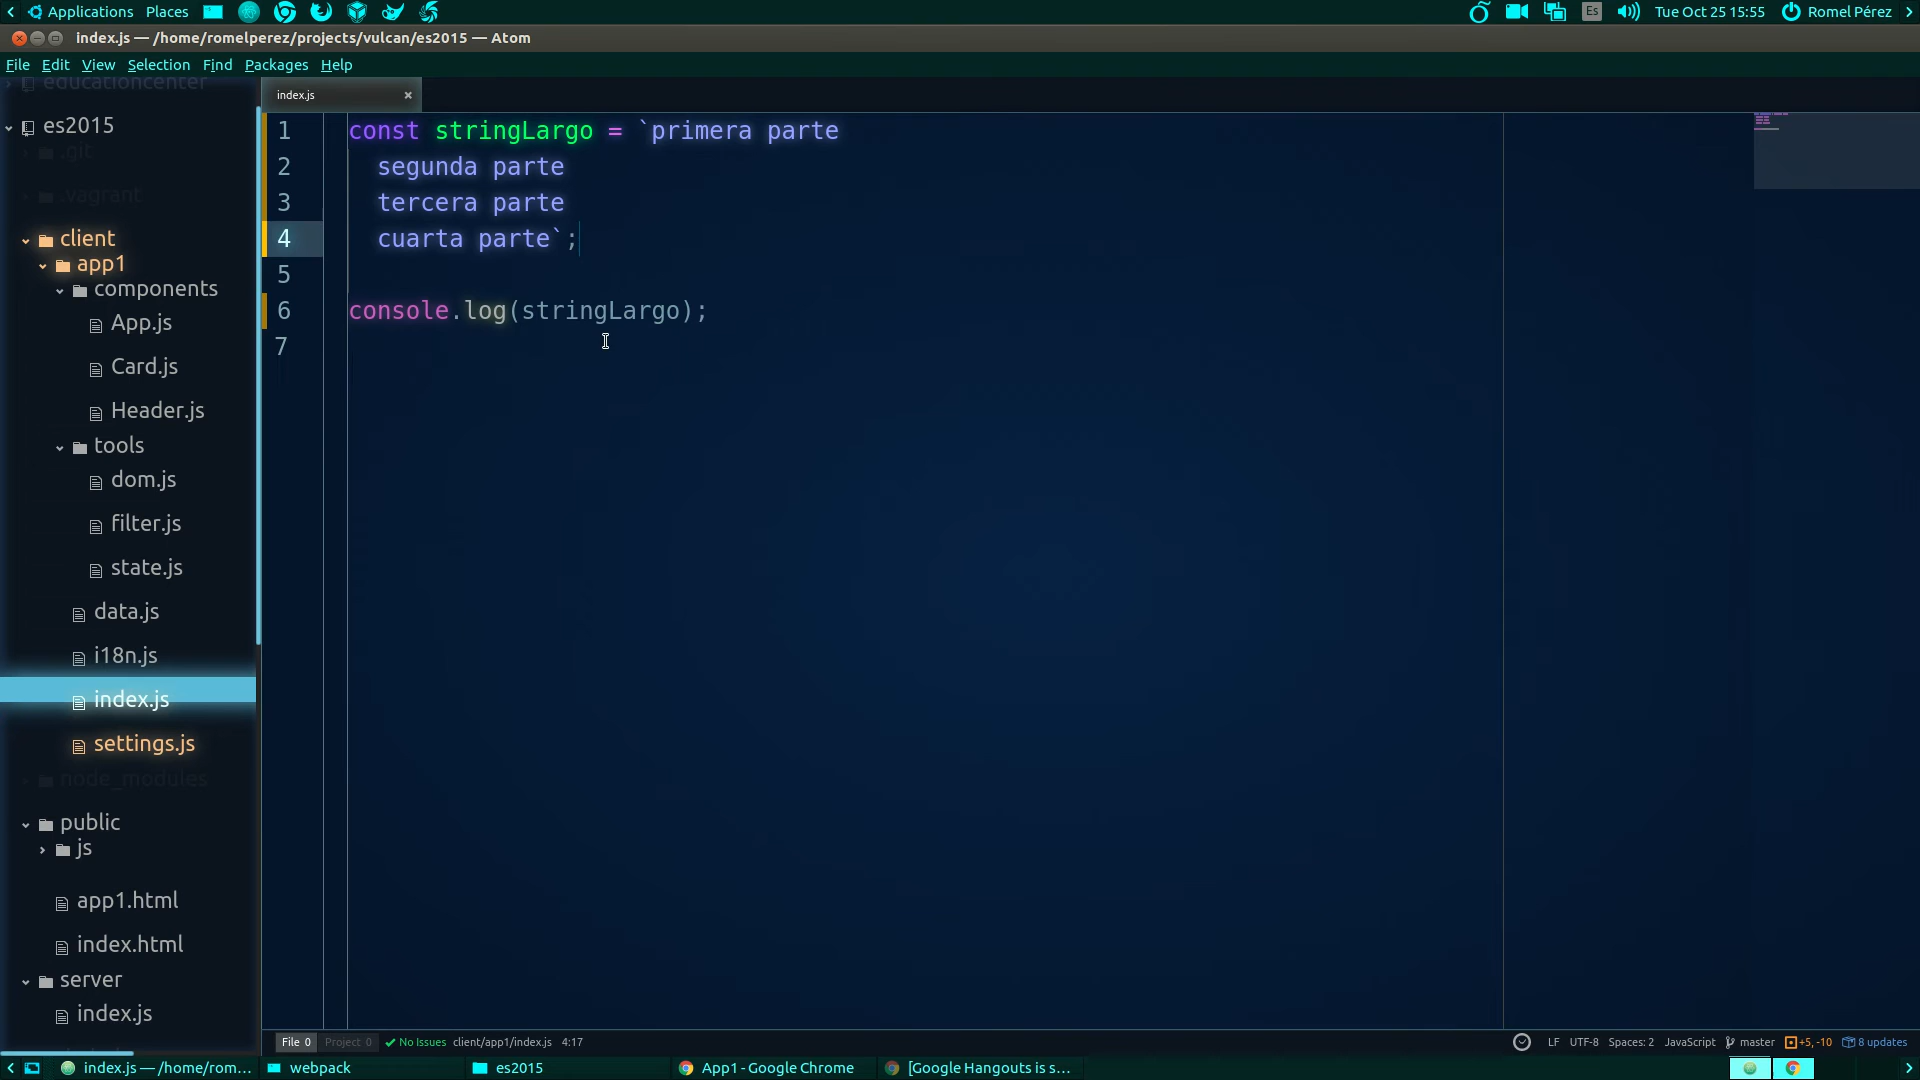 Applications Places Es Tue Oct 25 15:55 Romel Pérez
index.js — /home/romelperez/projects/vulcan/es2015 — Atom
File Edit View Selection Find Packages Help
educationcenter
es2015
.git
.vagrant
client
app1
components
App.js
Card.js
Header.js
tools
dom.js
filter.js
state.js
data.js
i18n.js
index.js
settings.js
node_modules
public
js
app1.html
index.html
server
index.js
index.js
1 const stringLargo = `primera parte
2 segunda parte
3 tercera parte
4 cuarta parte`;
5
6 console.log(stringLargo);
7
File 0 Project 0 No Issues client/app1/index.js 4:17 LF UTF-8 Spaces: 2 JavaScript master +5, -10 8 updates
index.js — /home/rom... webpack es2015 App1 - Google Chrome [Google Hangouts is s...